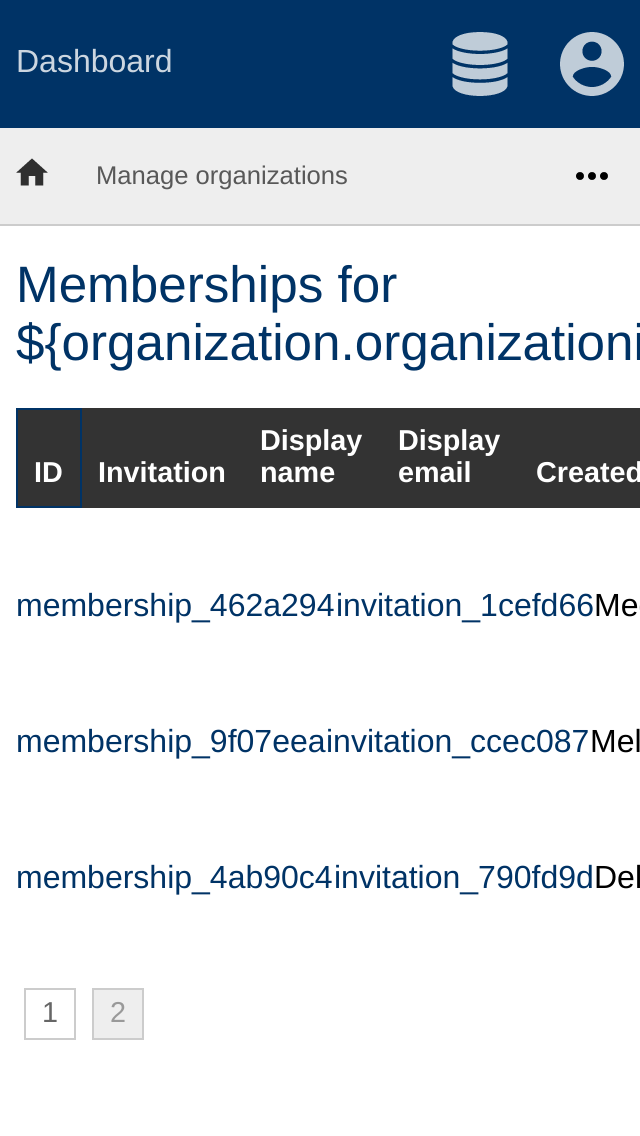 Dashboard
Manage organizations
Memberships for
${organization.organizationi
ID Invitation Display name Display email Created
membership_462a294 invitation_1cefd66 Me
membership_9f07eea invitation_ccec087 Mel
membership_4ab90c4 invitation_790fd9d Del
1 2